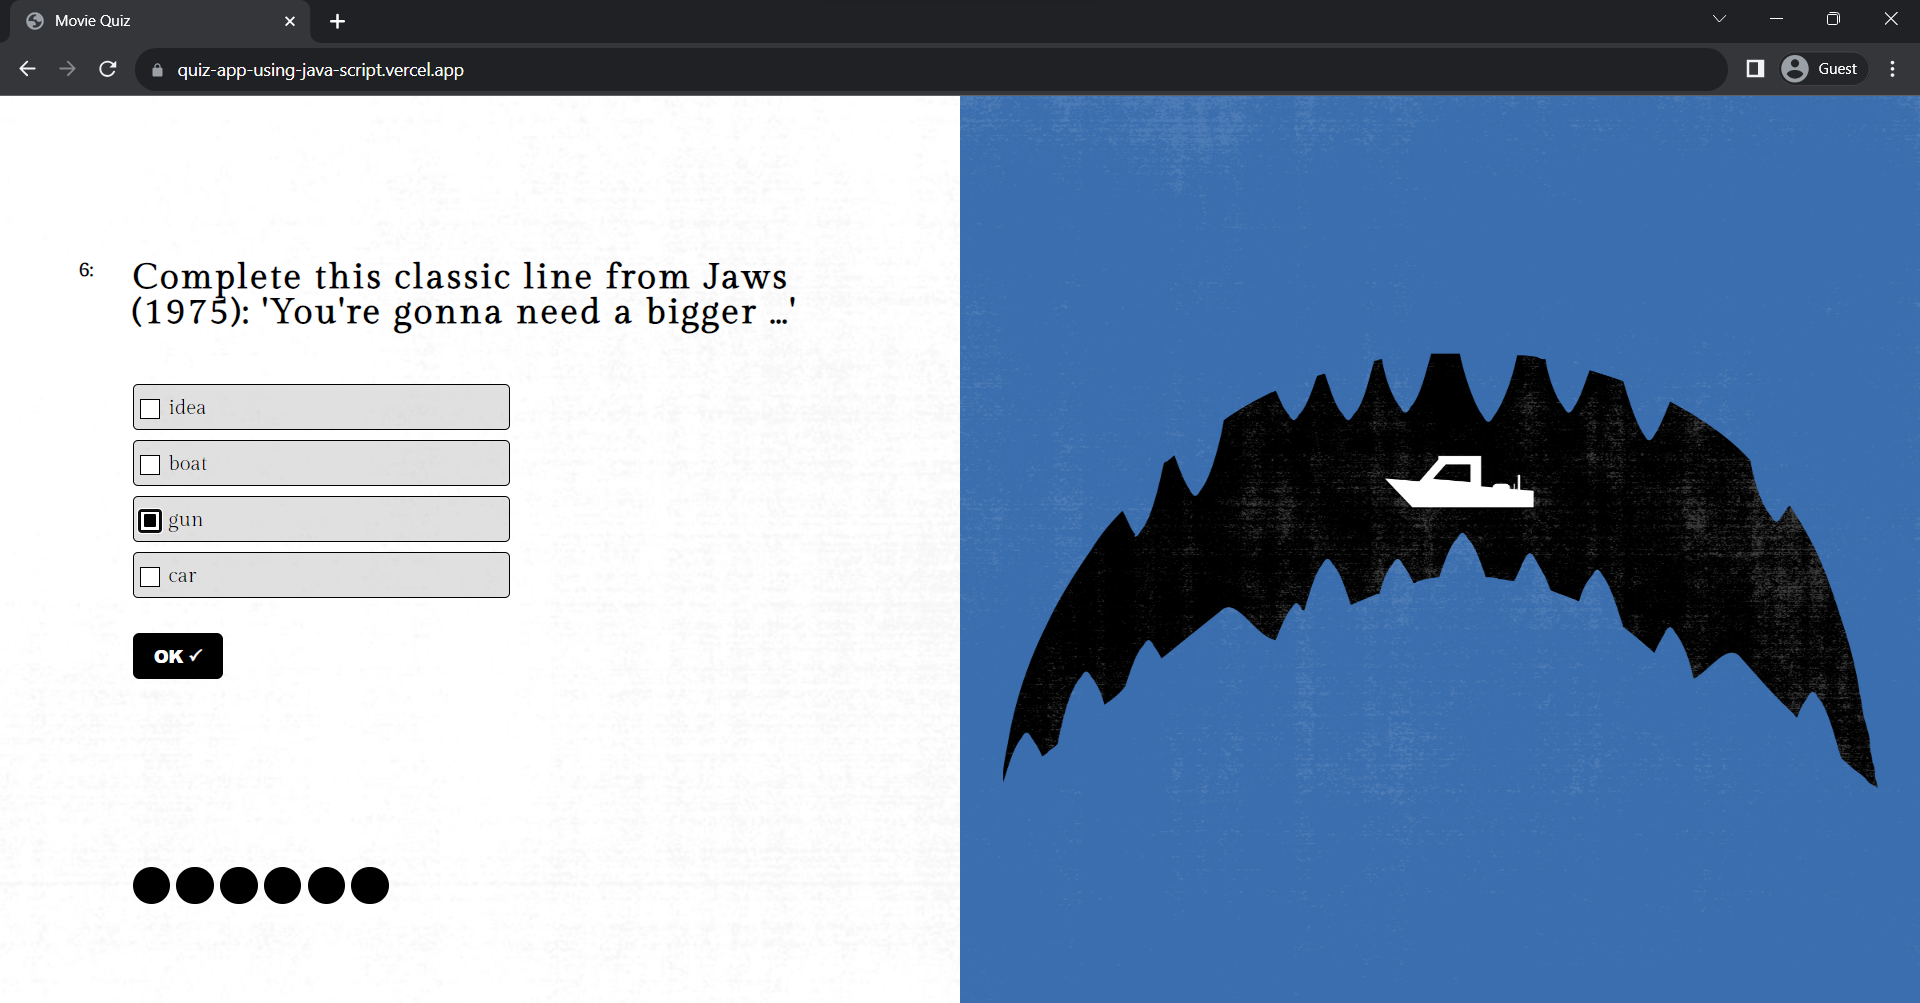 Movie Quiz
quiz-app-using-java-script.vercel.app
Guest
6:
Complete this classic line from Jaws
(1975): 'You're gonna need a bigger ...'
idea
boat
gun
car
OK ✓